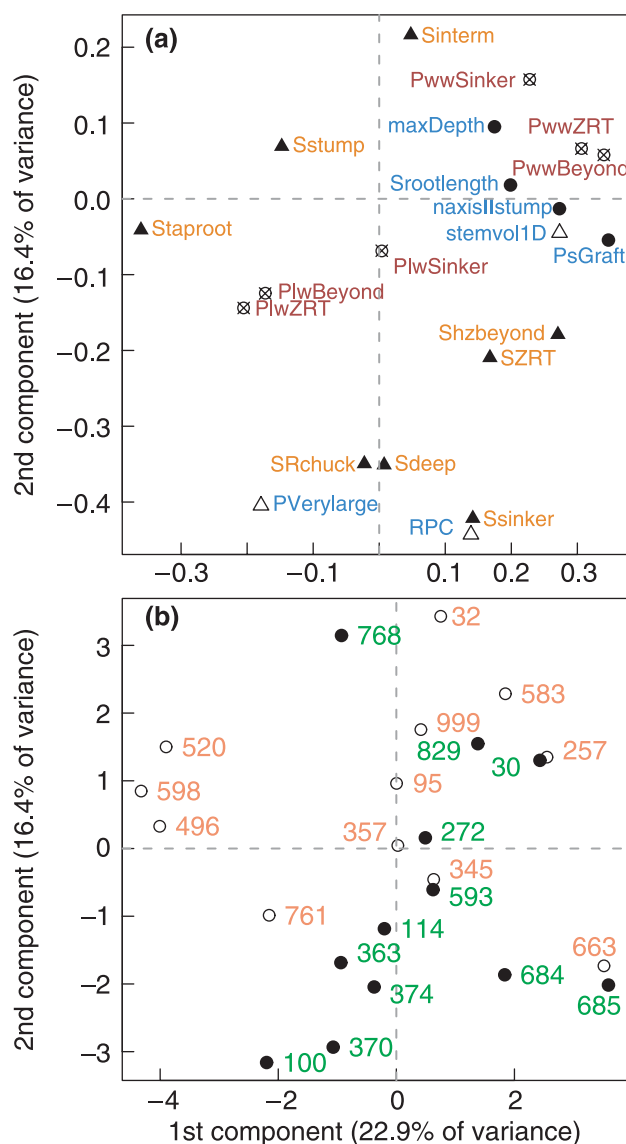 (a)
Sinterm
PwwSinker
maxDepth
PwwZRT
Sstump
PwwBeyond
Srootlength
naxisIIstump
Staproot
stemvol1D
PsGraft
PlwSinker
PlwBeyond
PlwZRT
Shzbeyond
SZRT
SRchuck
Sdeep
PVerylarge
Ssinker
RPC
2nd component (16.4% of variance)
0.2
0.1
0.0
−0.1
−0.2
−0.3
−0.4
−0.3
−0.1
0.1
0.2
0.3
(b)
768
32
583
999
829
257
30
520
95
598
496
357
272
345
593
761
114
363
663
374
684
685
370
100
2nd component (16.4% of variance)
3
2
1
0
−1
−2
−3
−4
−2
0
2
1st component (22.9% of variance)